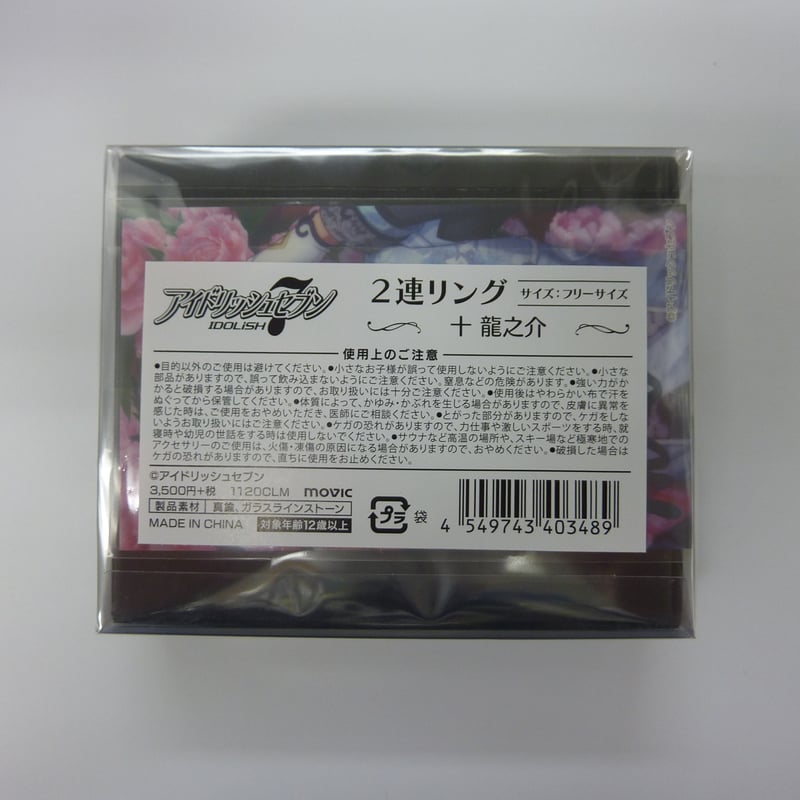 アイドリッシュセブン
7
IDOLiSH
2連リング
サイズ:フリーサイズ
十 龍之介
使用上のご注意
●目的以外のご使用は避けてください。●小さなお子様が誤って使用しないようにご注意ください。●小さな
部品がありますので、誤って飲み込まないようにご注意ください。窒息などの危険があります。●強い力がか
かると破損する場合がありますので、お取り扱いには十分ご注意ください。●使用後はやわらかい布で汗を
ぬぐってから保管してください。●体質によって、かゆみ・かぶれを生じる場合がありますので、皮膚に異常を
感じた時は、ご使用をおやめいただき、医師にご相談ください。●とがった部分がありますので、ケガをしな
いようお取り扱いにはご注意ください。●ケガの恐れがありますので、力仕事や激しいスポーツをする時、就
寝時や幼児の世話をする時は使用しないでください。●サウナなど高温の場所や、スキー場など極寒地での
アクセサリーのご使用は、火傷・凍傷の原因になる場合がありますので、おやめください。●破損した場合は
ケガの恐れがありますので、直ちに使用をお止めください。
©アイドリッシュセブン
3,500円+税 1120CLM movic
製品素材 真鍮、ガラスラインストーン
MADE IN CHINA 対象年齢12歳以上
プラ 袋
4 549743 403489